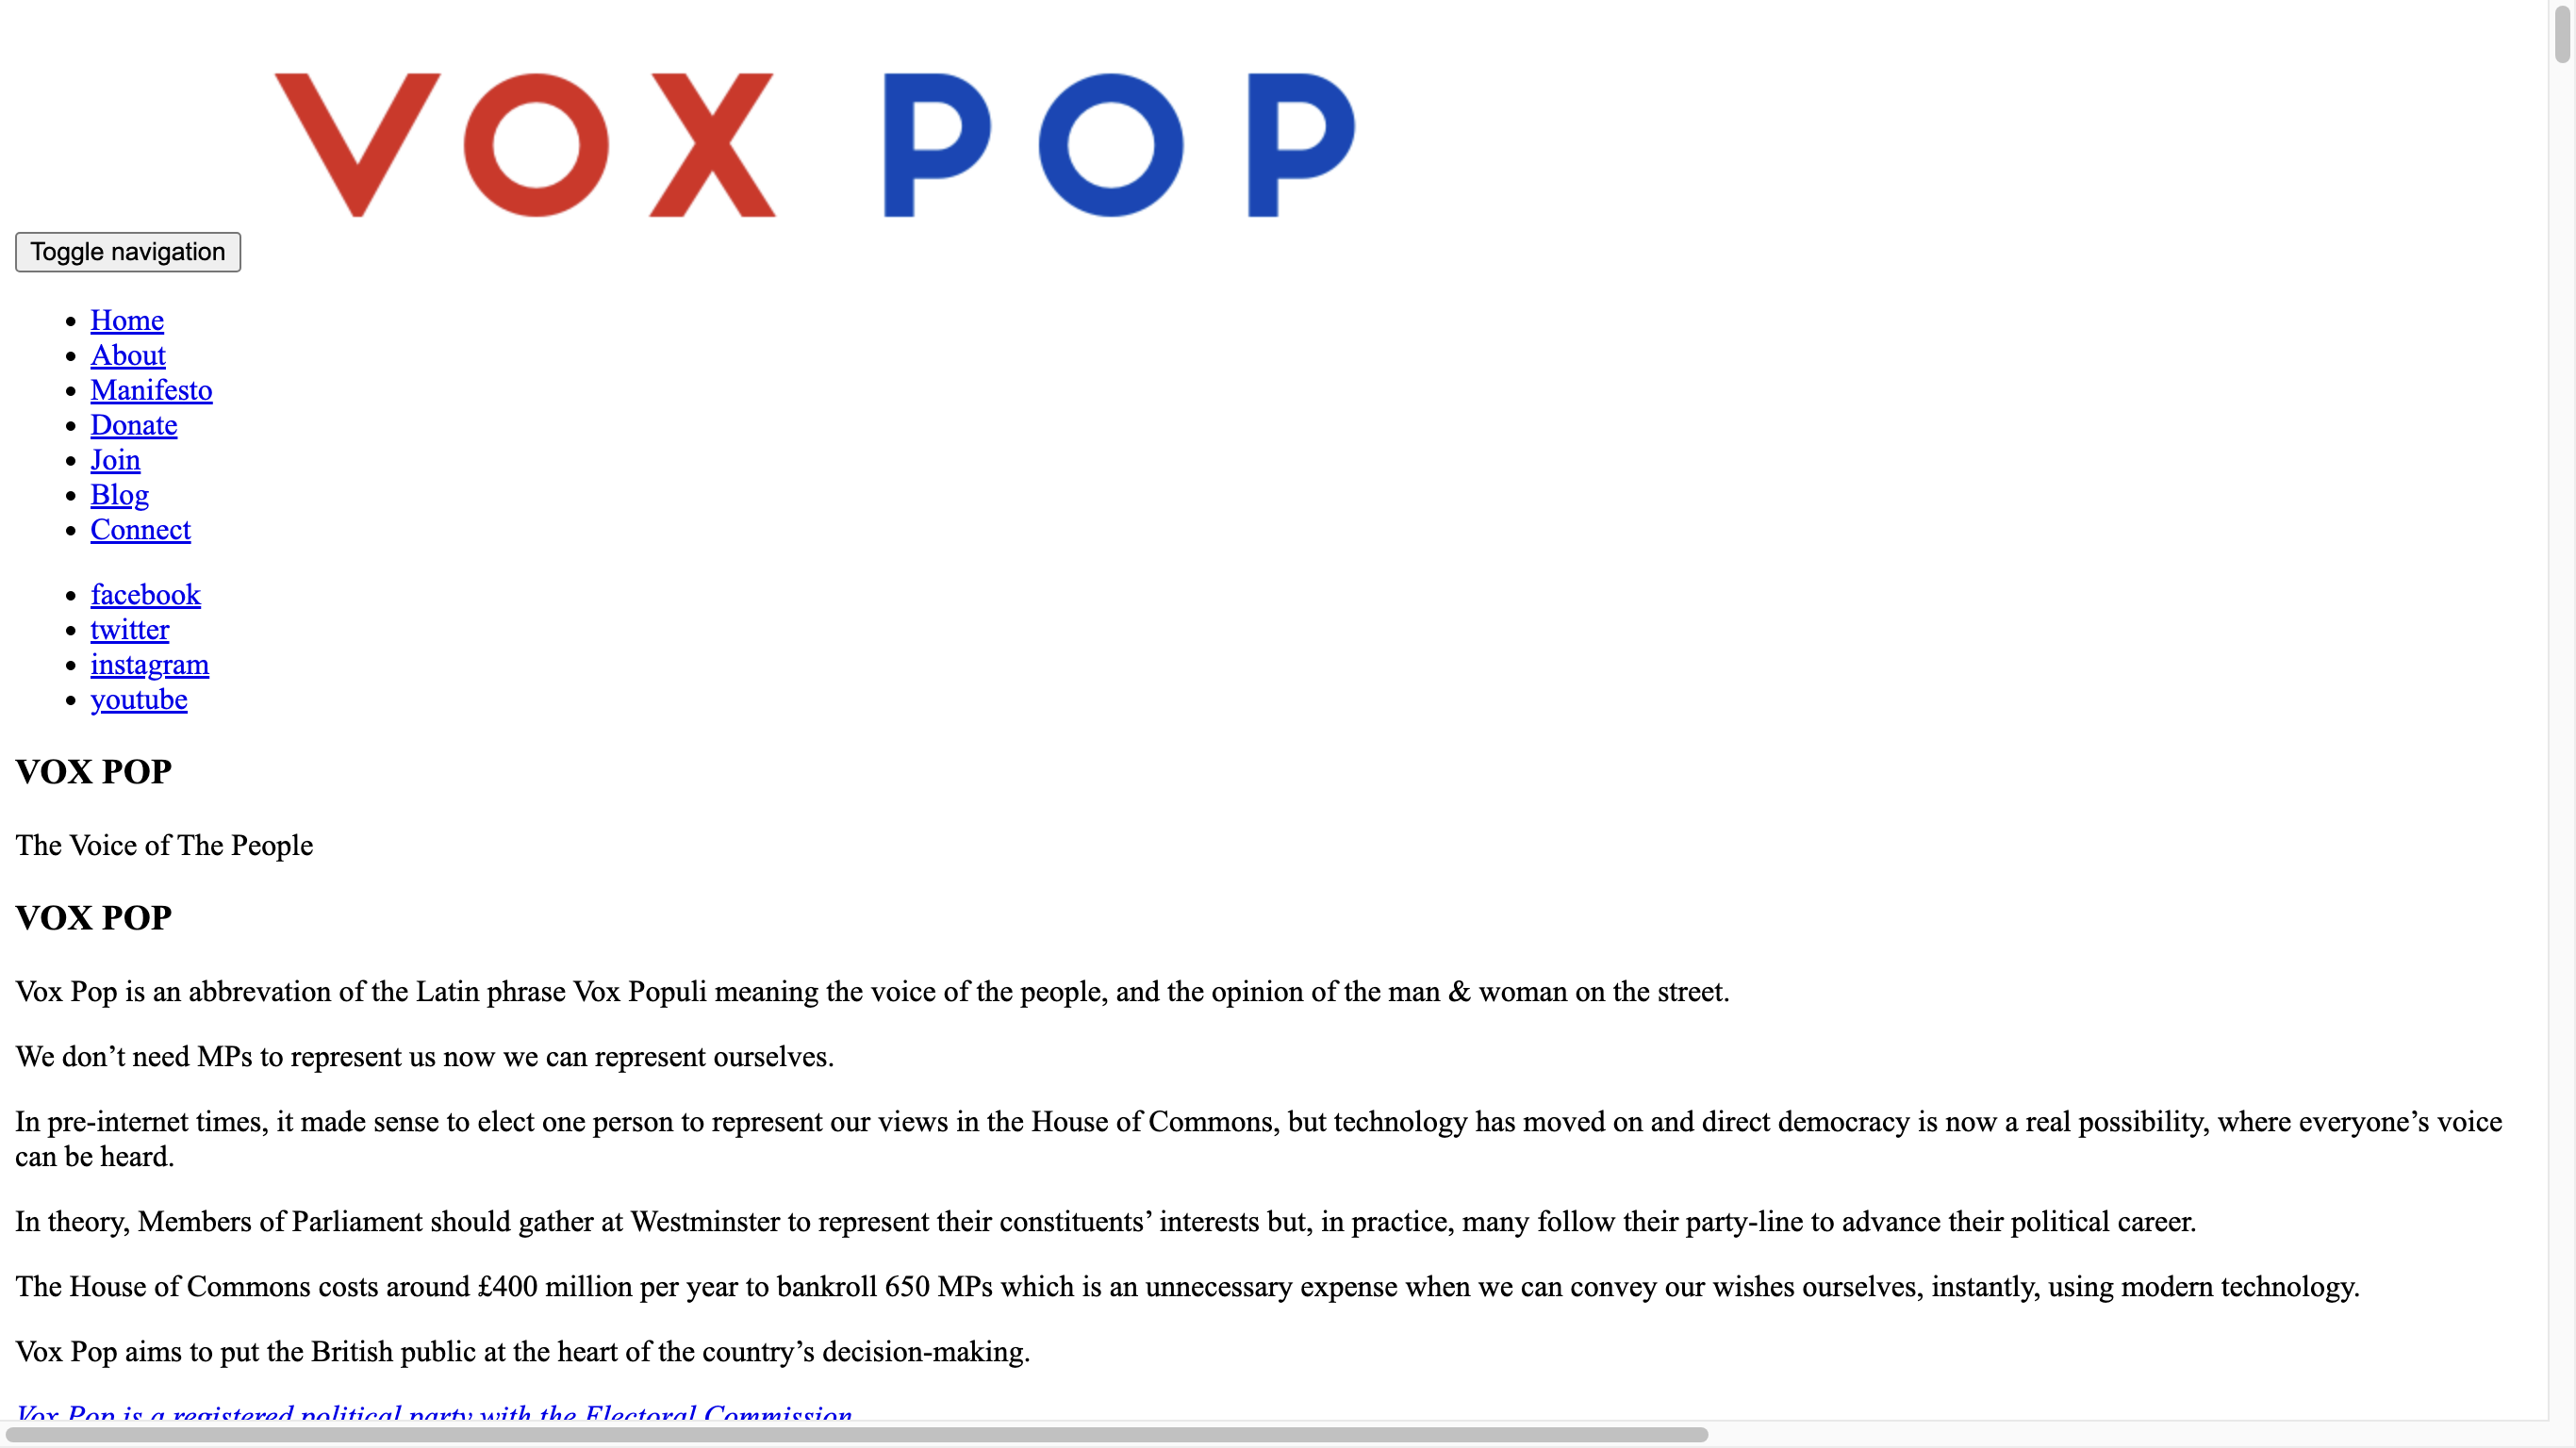 VOX POP
Toggle navigation
Home
About
Manifesto
Donate
Join
Blog
Connect
facebook
twitter
instagram
youtube
VOX POP
The Voice of The People
VOX POP
Vox Pop is an abbrevation of the Latin phrase Vox Populi meaning the voice of the people, and the opinion of the man & woman on the street.
We don’t need MPs to represent us now we can represent ourselves.
In pre-internet times, it made sense to elect one person to represent our views in the House of Commons, but technology has moved on and direct democracy is now a real possibility, where everyone’s voice
can be heard.
In theory, Members of Parliament should gather at Westminster to represent their constituents’ interests but, in practice, many follow their party-line to advance their political career.
The House of Commons costs around £400 million per year to bankroll 650 MPs which is an unnecessary expense when we can convey our wishes ourselves, instantly, using modern technology.
Vox Pop aims to put the British public at the heart of the country’s decision-making.
Vox Pop is a registered political party with the Electoral Commission